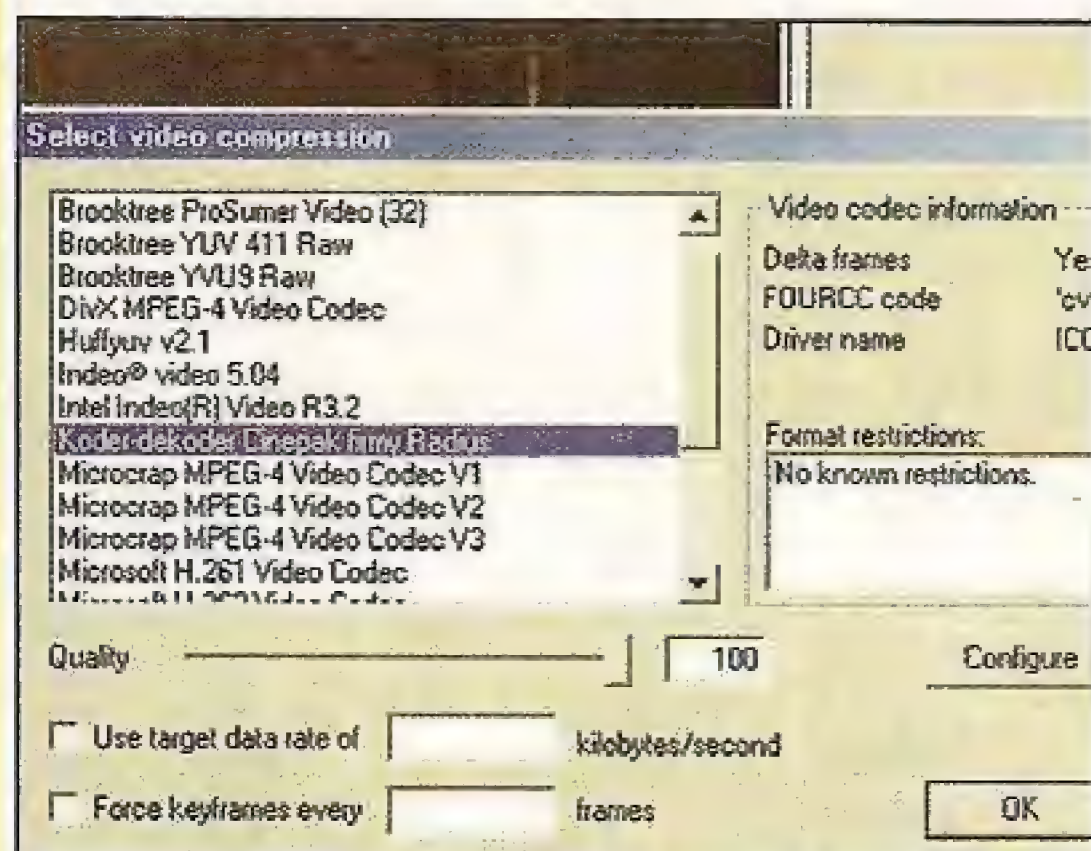 Select video compression
Brooktree ProSumer Video (32)
Brooktree YUV 411 Raw
Brooktree YVU9 Raw
DivX MPEG-4 Video Codec
Huffyuv v2.1
Indeo® video 5.04
Intel Indeo(R) Video R3.2
Koder-dekoder Cinepak firmy Radius
Microcrap MPEG-4 Video Codec V1
Microcrap MPEG-4 Video Codec V2
Microcrap MPEG-4 Video Codec V3
Microsoft H.261 Video Codec
Video codec information
Delta frames Yes
FOURCC code 'cv
Driver name ICC
Format restrictions:
No known restrictions.
Quality 100
Configure
Use target data rate of kilobytes/second
Force keyframes every frames
OK